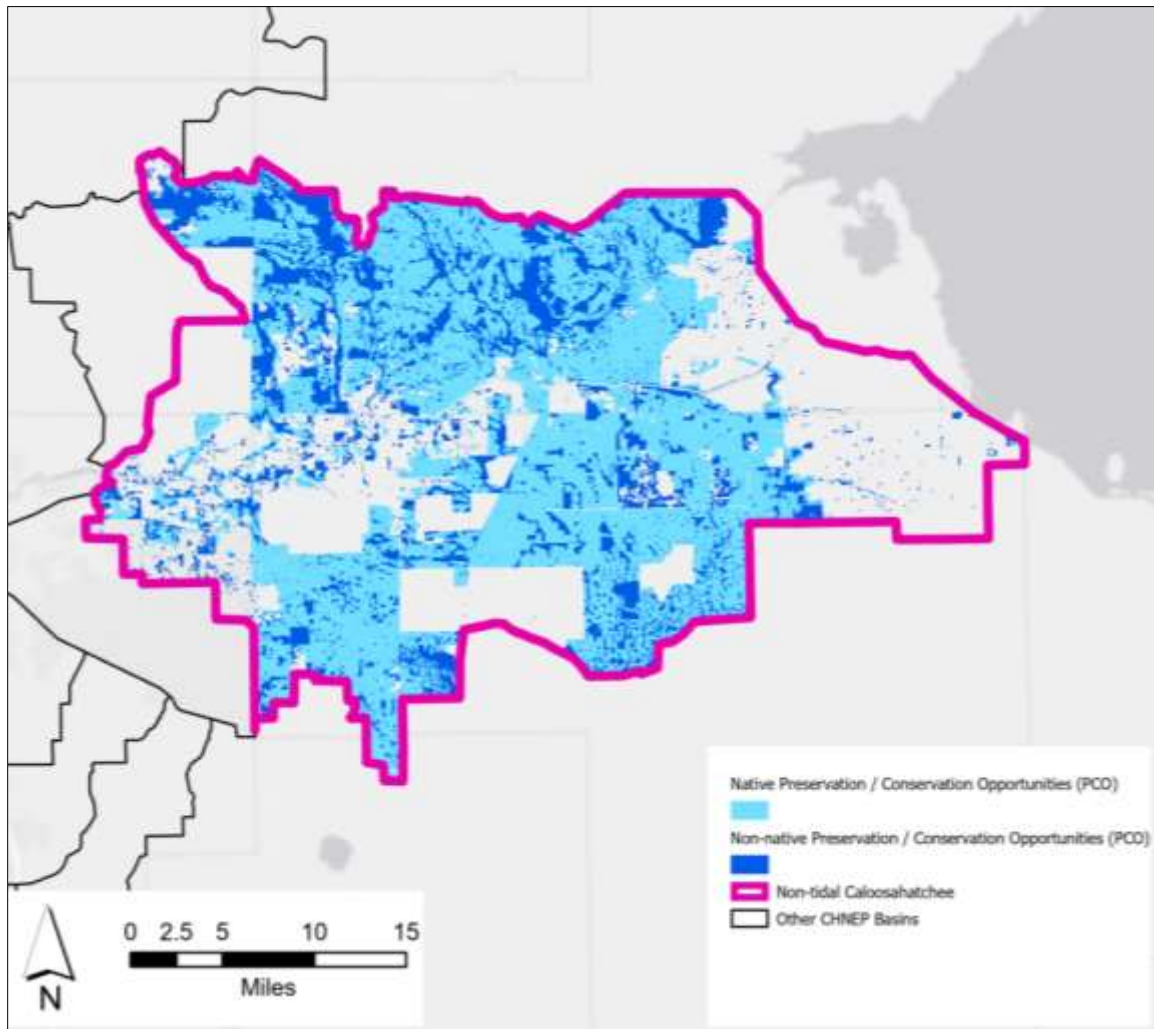 Native Preservation / Conservation Opportunities (PCO)
Non-native Preservation / Conservation Opportunities (PCO)
Non-tidal Caloosahatchee
Other CHNEP Basins
0 2.5 5 10 15
Miles
N